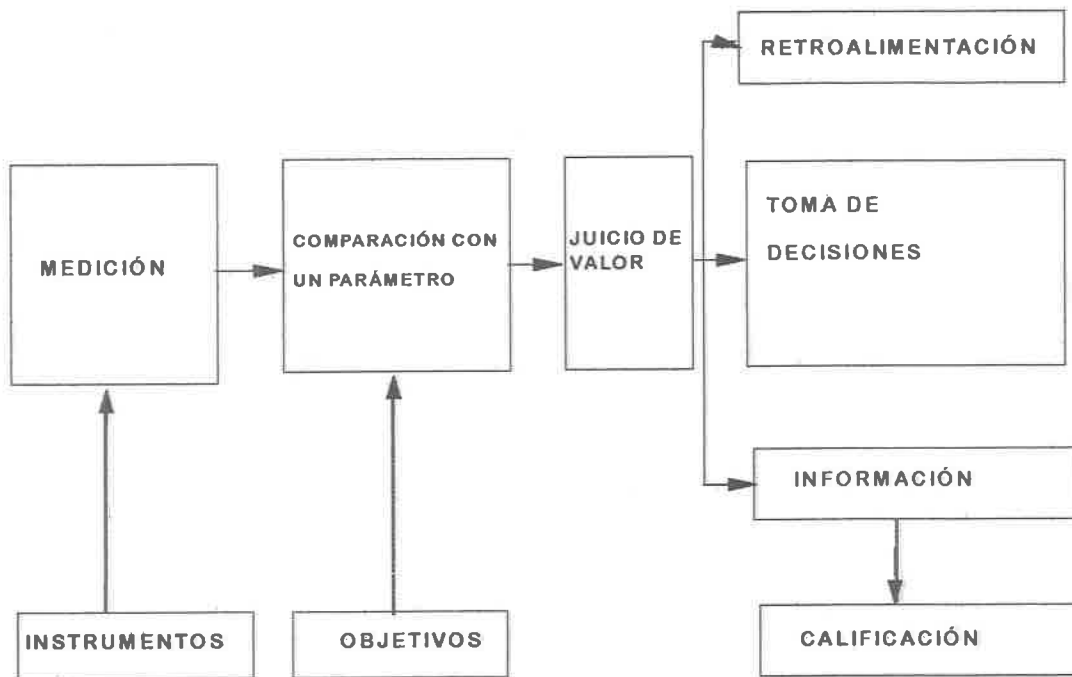 RETROALIMENTACIÓN
MEDICIÓN
COMPARACIÓN CON
UN PARÁMETRO
JUICIO DE
VALOR
TOMA DE
DECISIONES
INFORMACIÓN
INSTRUMENTOS
OBJETIVOS
CALIFICACIÓN